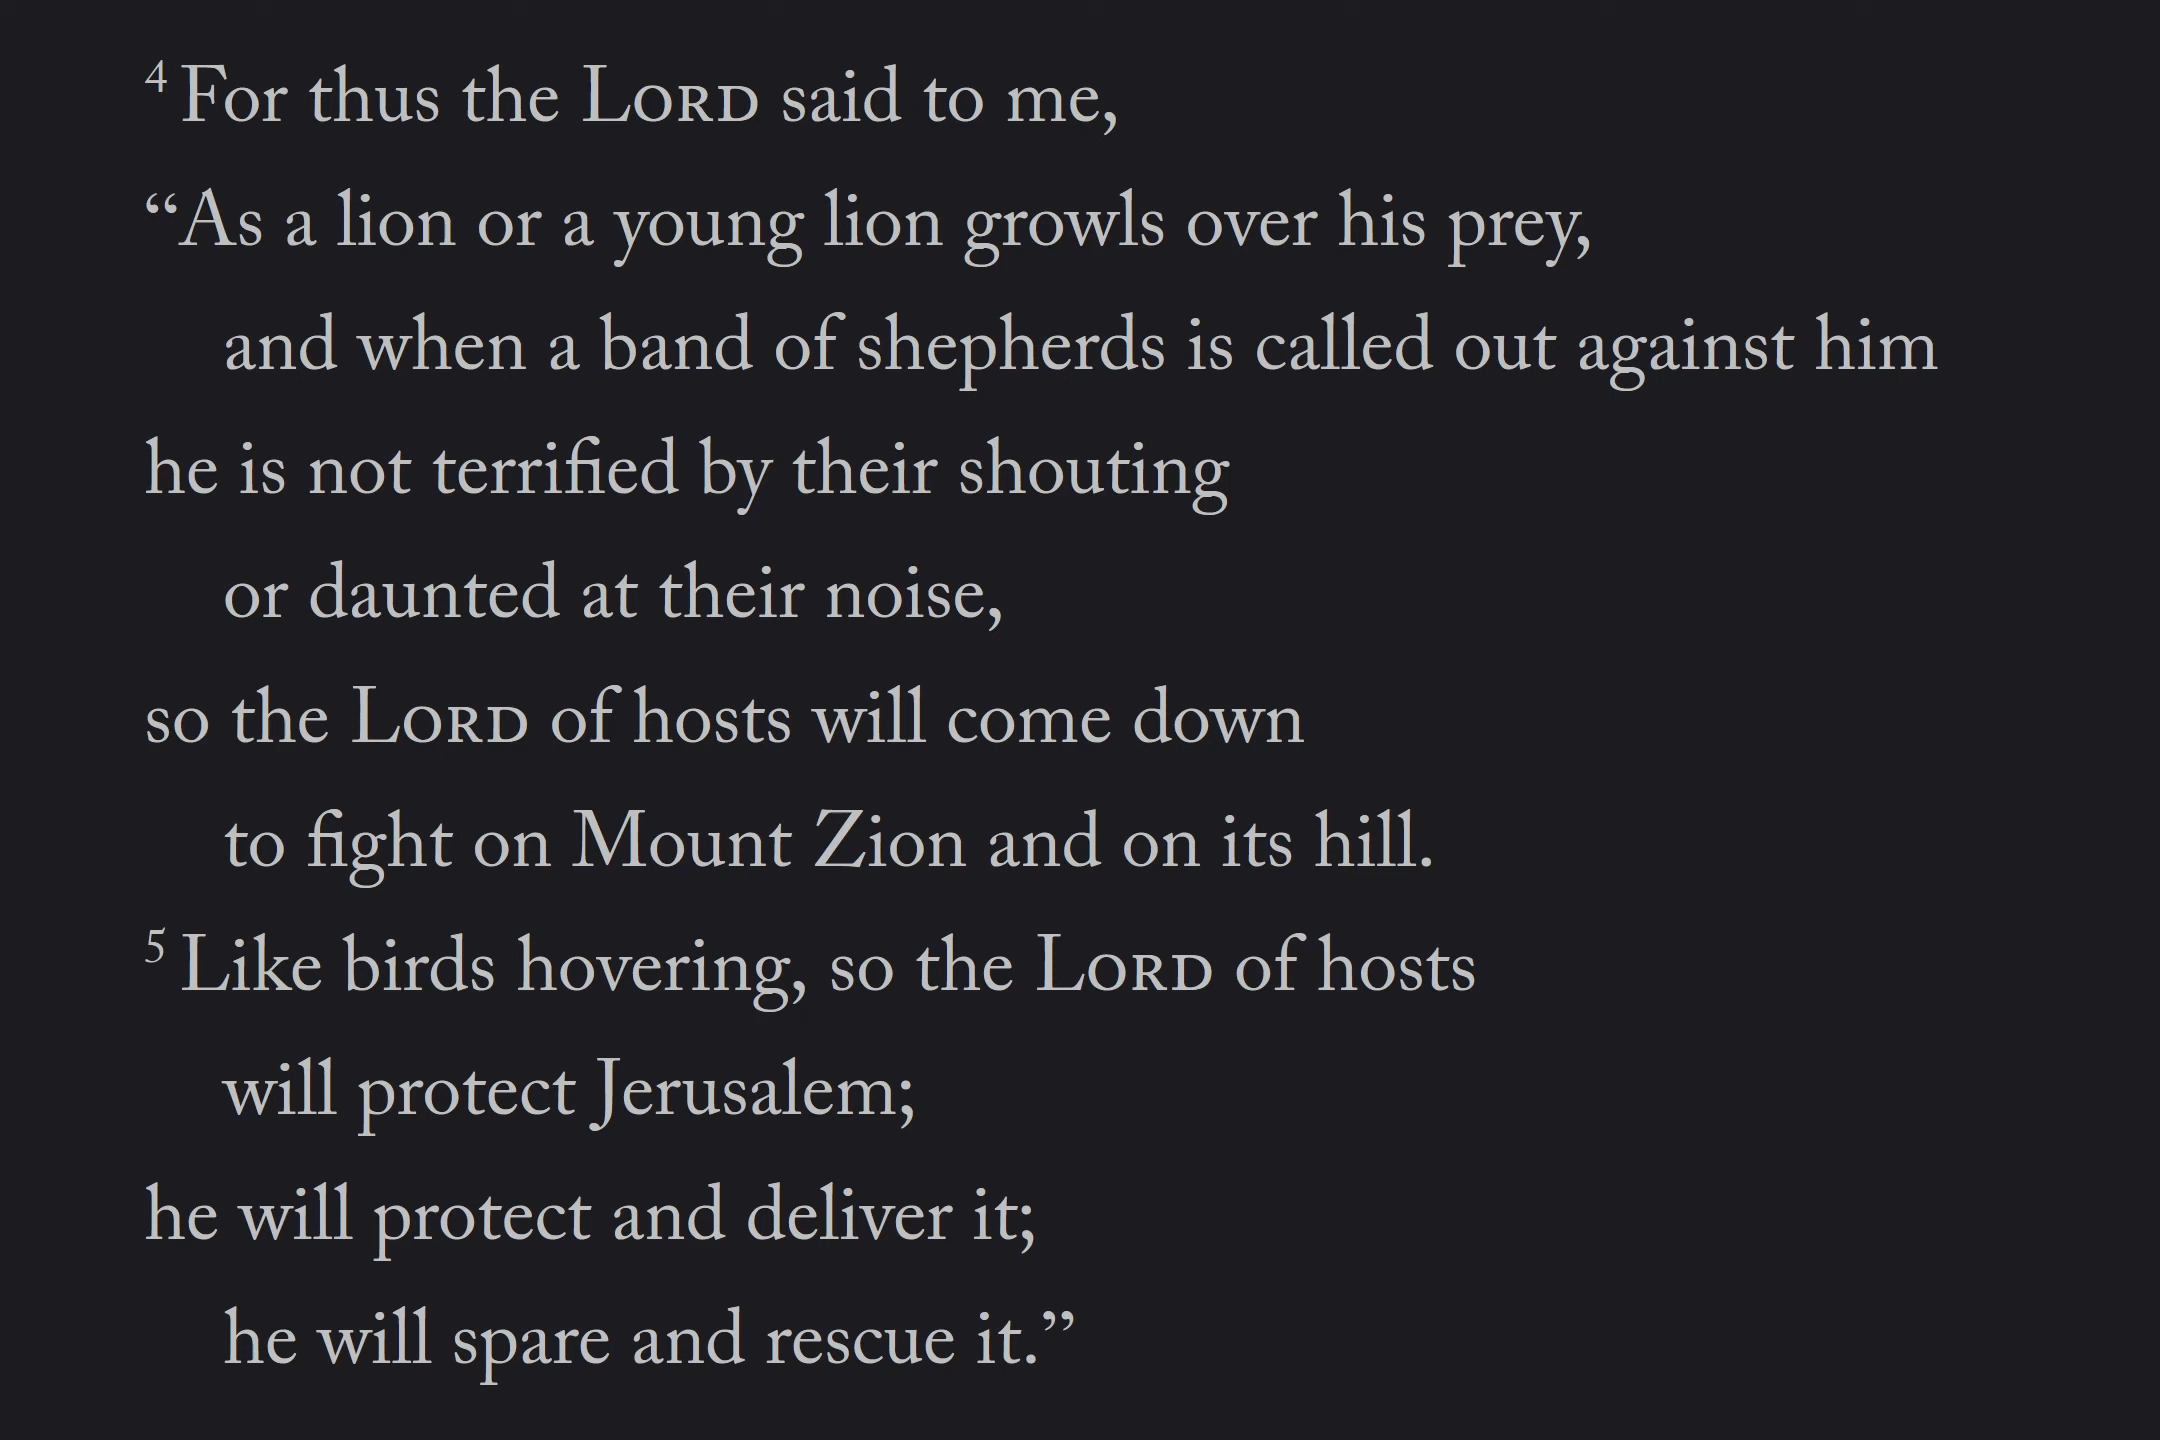 4 For thus the LORD said to me,
“As a lion or a young lion growls over his prey,
and when a band of shepherds is called out against him
he is not terrified by their shouting
or daunted at their noise,
so the LORD of hosts will come down
to fight on Mount Zion and on its hill.
5 Like birds hovering, so the LORD of hosts
will protect Jerusalem;
he will protect and deliver it;
he will spare and rescue it.”